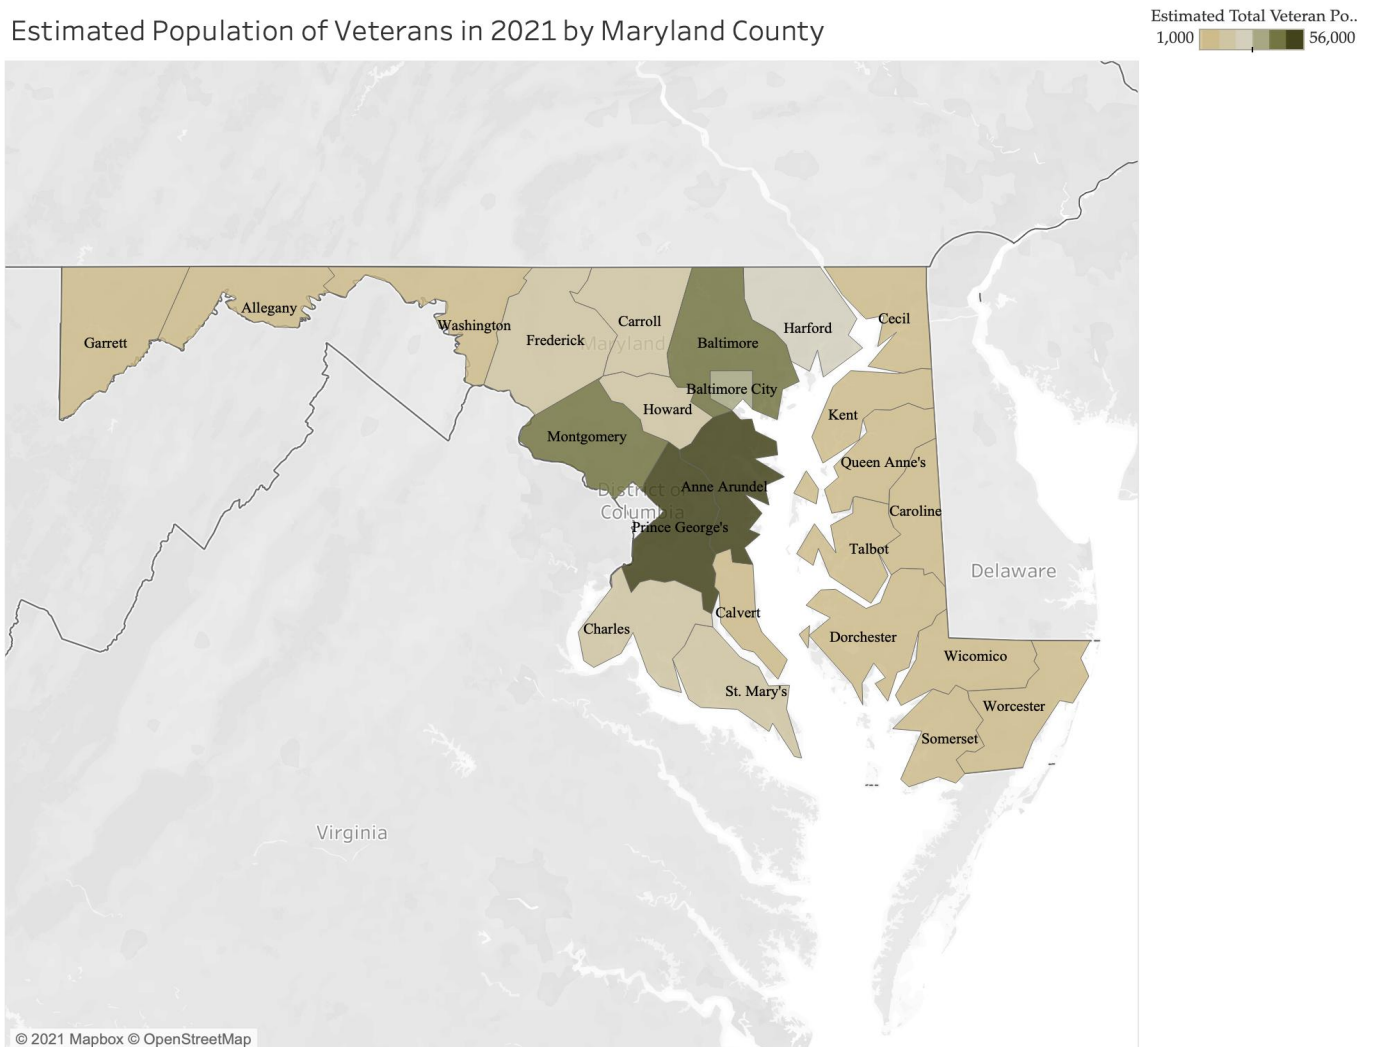 Estimated Population of Veterans in 2021 by Maryland County
Estimated Total Veteran Po..
1,000 56,000
Garrett
Allegany
Washington
Frederick
Carroll
Maryland
Baltimore
Harford
Cecil
Baltimore City
Howard
Montgomery
Kent
Queen Anne's
Anne Arundel
District of
Columbia
Prince George's
Caroline
Talbot
Delaware
Calvert
Charles
Dorchester
Wicomico
St. Mary's
Worcester
Somerset
Virginia
© 2021 Mapbox © OpenStreetMap